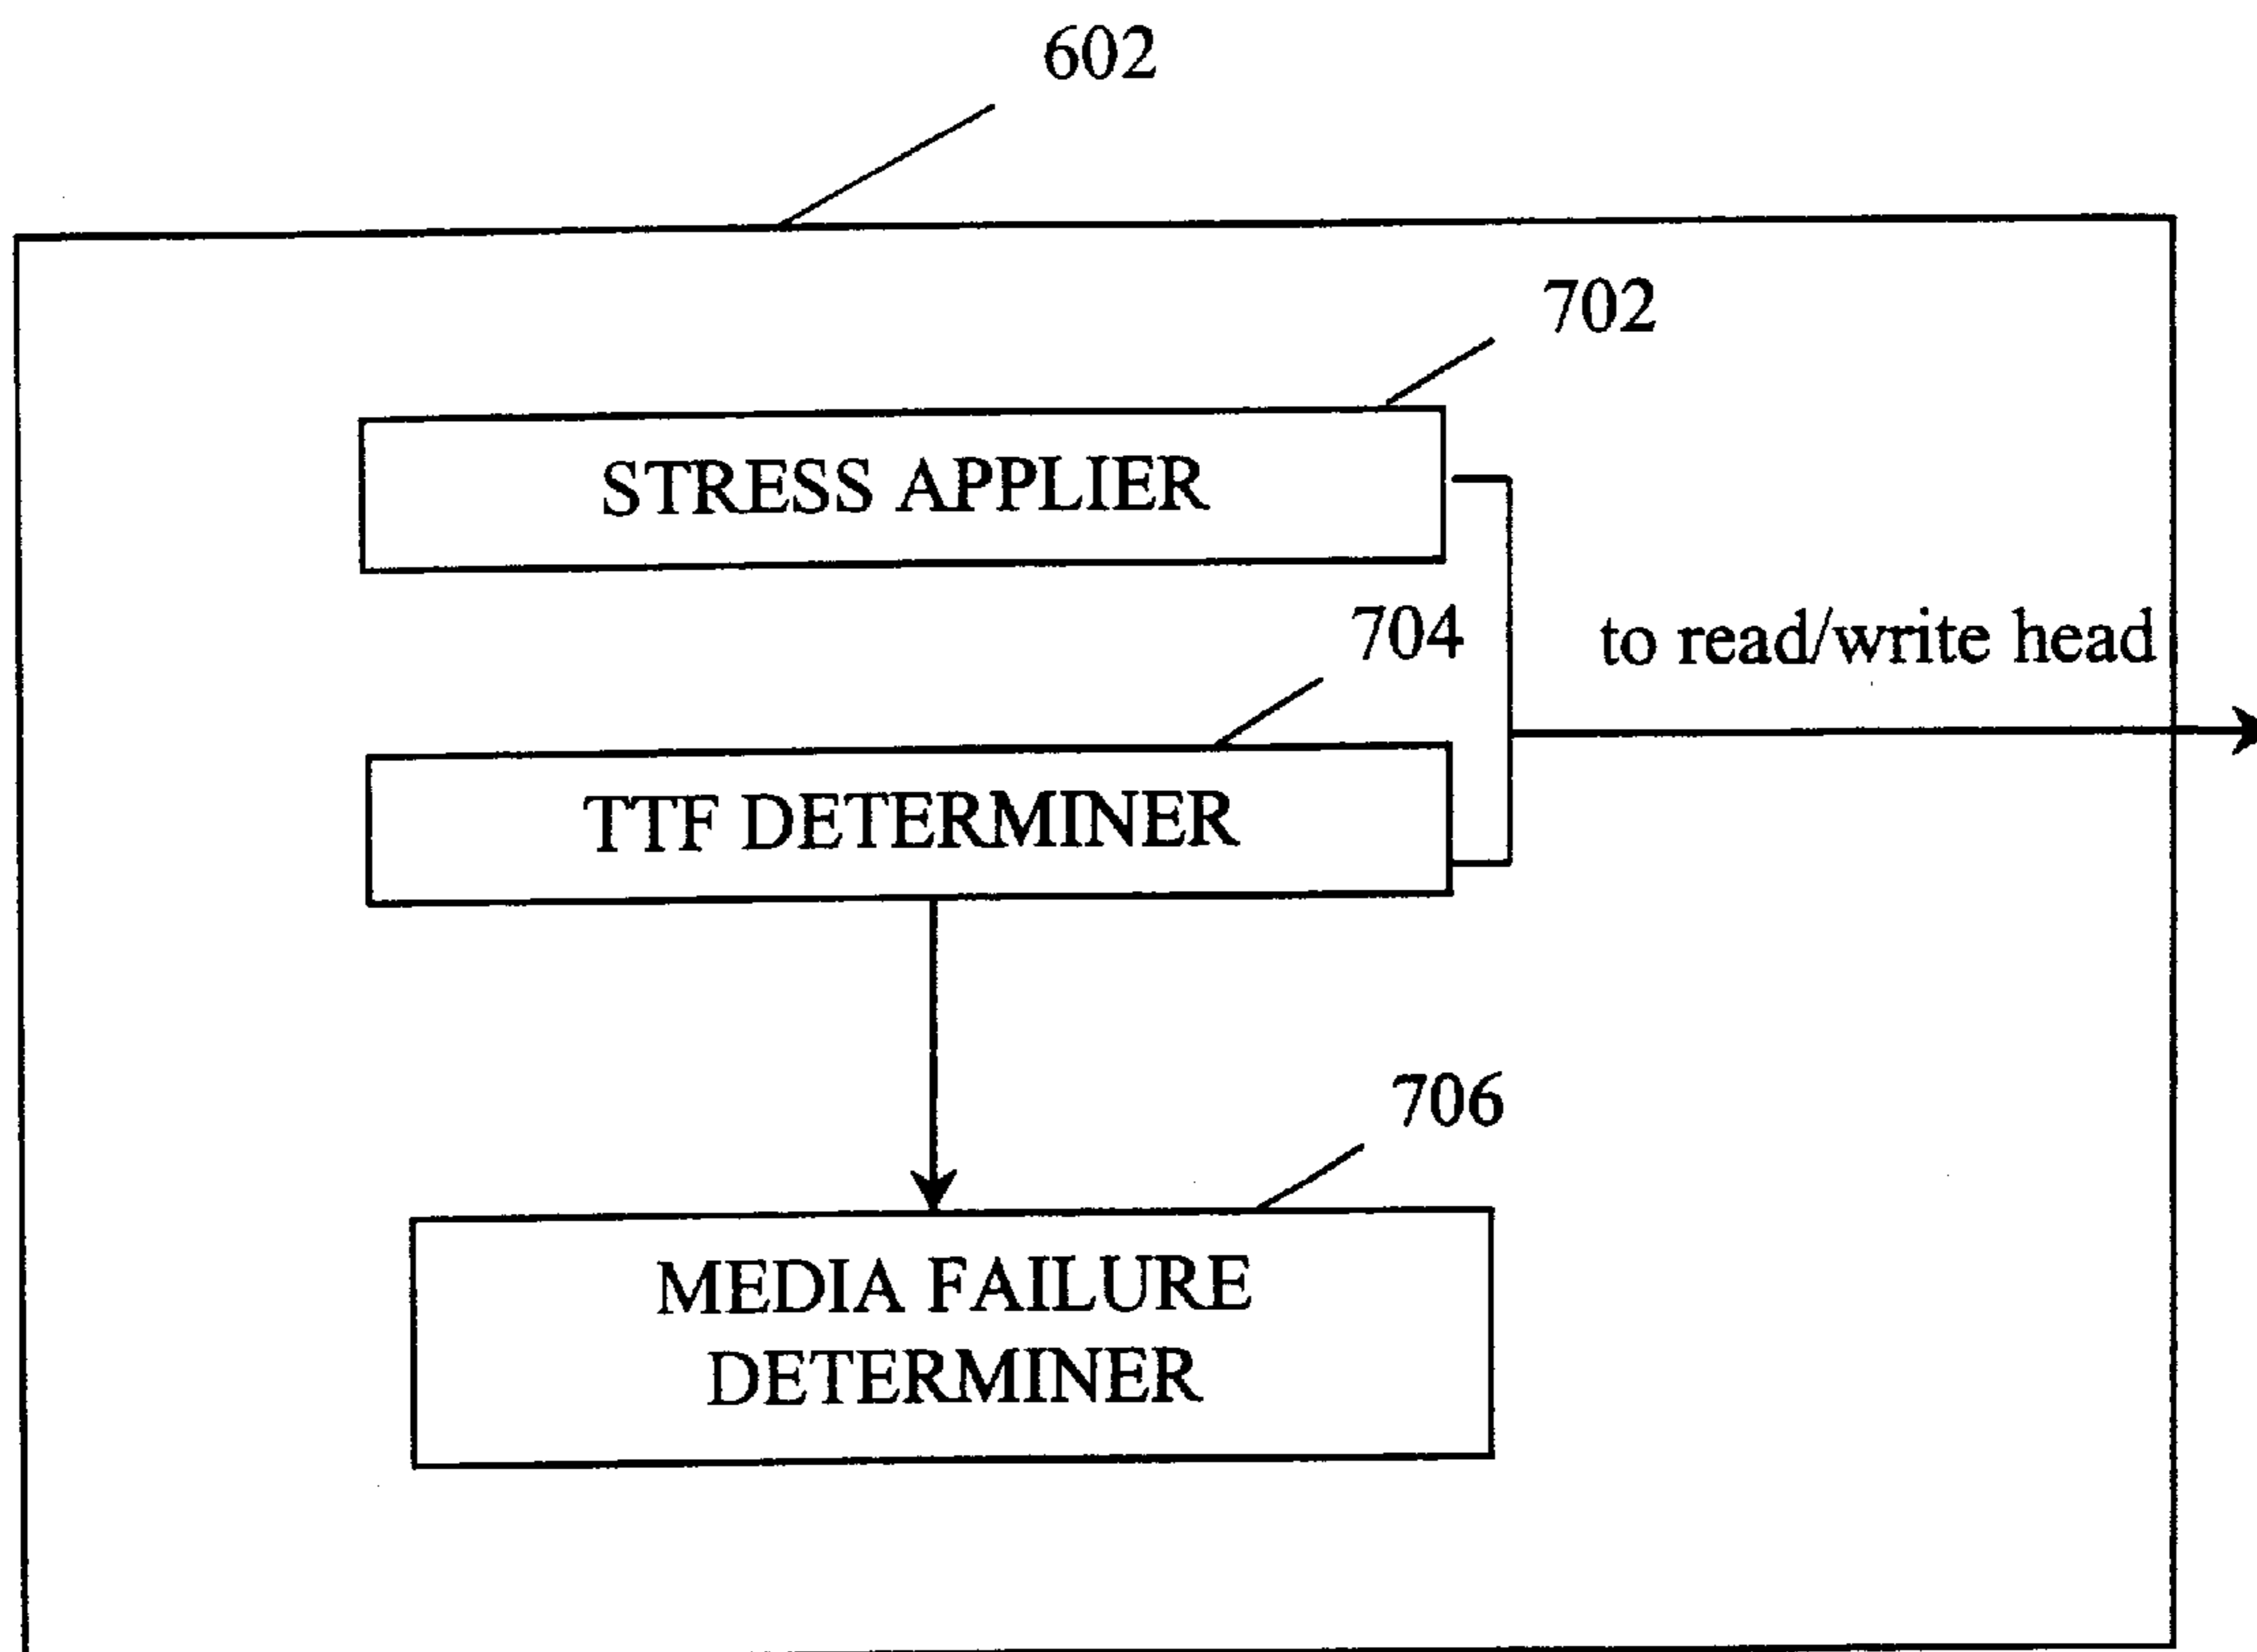 602
702
STRESS APPLIER
704
to read/write head
TTF DETERMINER
706
MEDIA FAILURE
DETERMINER